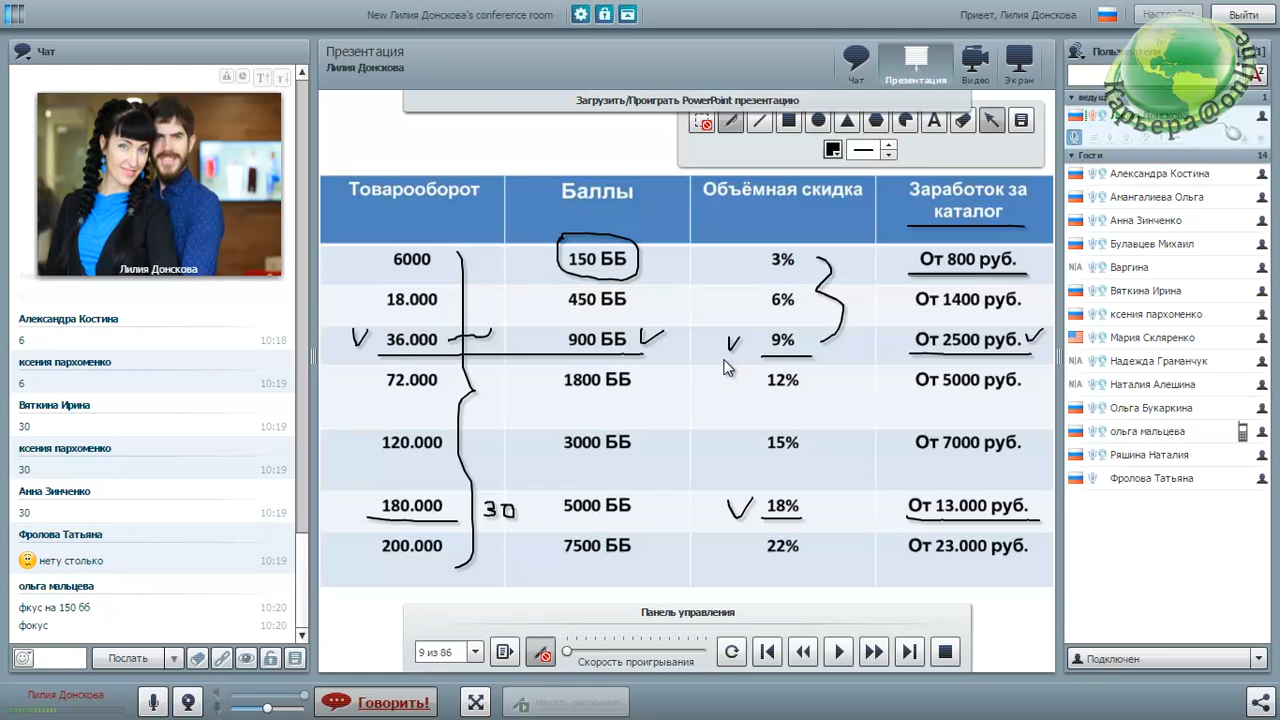 New Лилия Донскова's conference room
Привет, Лилия Донскова
Настройки
Выйти
Чат
Лилия Донскова
Александра Костина
6 10:18
ксения пархоменко
6 10:19
Вяткина Ирина
30 10:19
ксения пархоменко
30 10:19
Анна Зинченко
30 10:19
Фролова Татьяна
нету столько 10:19
ольга мальцева
фкус на 150 бб 10:20
фокус 10:20
Послать
Презентация
Лилия Донскова
Чат
Презентация
Видео
Экран
Загрузить/Проиграть PowerPoint презентацию
Товарооборот Баллы Объёмная скидка Заработок за каталог
6000 150 ББ 3% От 800 руб.
18.000 450 ББ 6% От 1400 руб.
36.000 900 ББ 9% От 2500 руб.
72.000 1800 ББ 12% От 5000 руб.
120.000 3000 ББ 15% От 7000 руб.
180.000 30 5000 ББ 18% От 13.000 руб.
200.000 7500 ББ 22% От 23.000 руб.
Панель управления
9 из 86
Скорость проигрывания
Карьера@online
Гости 14
Александра Костина
Амангалиева Ольга
Анна Зинченко
Булавцев Михаил
N/A Варгина
Вяткина Ирина
ксения пархоменко
Мария Скляренко
N/A Надежда Граманчук
N/A Наталия Алешина
Ольга Букаркина
ольга мальцева
Ряшина Наталия
Фролова Татьяна
Подключен
Лилия Донскова
Говорить!